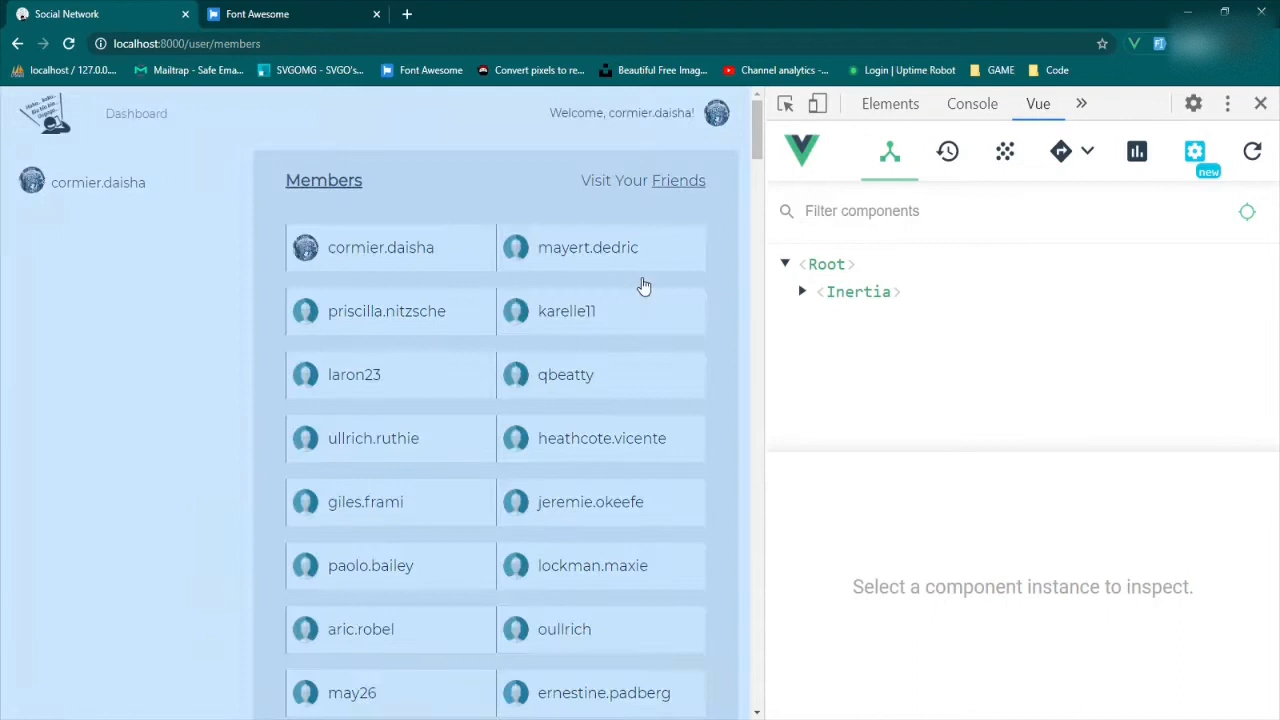 Social Network
Font Awesome
localhost:8000/user/members
localhost / 127.0.0....
Mailtrap - Safe Ema...
SVGOMG - SVGO's...
Font Awesome
Convert pixels to re...
Beautiful Free Imag...
Channel analytics -...
Login | Uptime Robot
GAME
Code
Dashboard
Welcome, cormier.daisha!
cormier.daisha
Members
Visit Your Friends
cormier.daisha
mayert.dedric
priscilla.nitzsche
karelle11
laron23
qbeatty
ullrich.ruthie
heathcote.vicente
giles.frami
jeremie.okeefe
paolo.bailey
lockman.maxie
aric.robel
oullrich
may26
ernestine.padberg
Elements
Console
Vue
new
Filter components
<Root>
<Inertia>
Select a component instance to inspect.